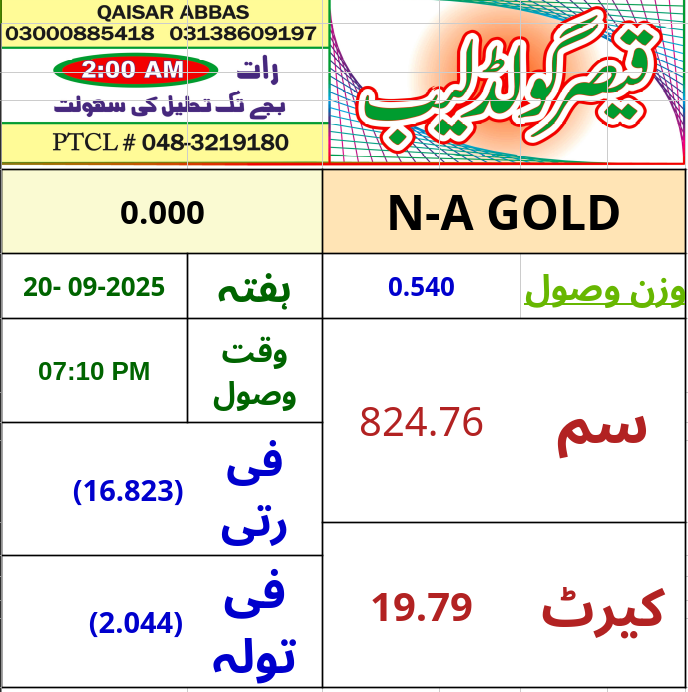 QAISAR ABBAS
03000885418 03138609197
2:00 AM رات
بجے تک تحلیل کی سھولت
PTCL # 048-3219180
قیصر گولڈ لیب
0.000
N-A GOLD
20- 09-2025 ہفتہ
0.540 وزن وصول
07:10 PM وقت
وصول
824.76 سم
(16.823) فی
رتی
(2.044) فی
تولہ
19.79 کیرٹ